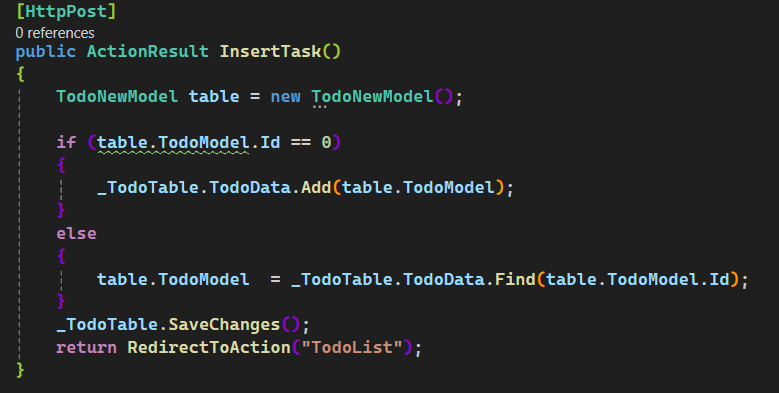 [HttpPost]
0 references
public ActionResult InsertTask()
{
TodoNewModel table = new TodoNewModel();
if (table.TodoModel.Id == 0)
{
_TodoTable.TodoData.Add(table.TodoModel);
}
else
{
table.TodoModel  = _TodoTable.TodoData.Find(table.TodoModel.Id);
}
_TodoTable.SaveChanges();
return RedirectToAction("TodoList");
}